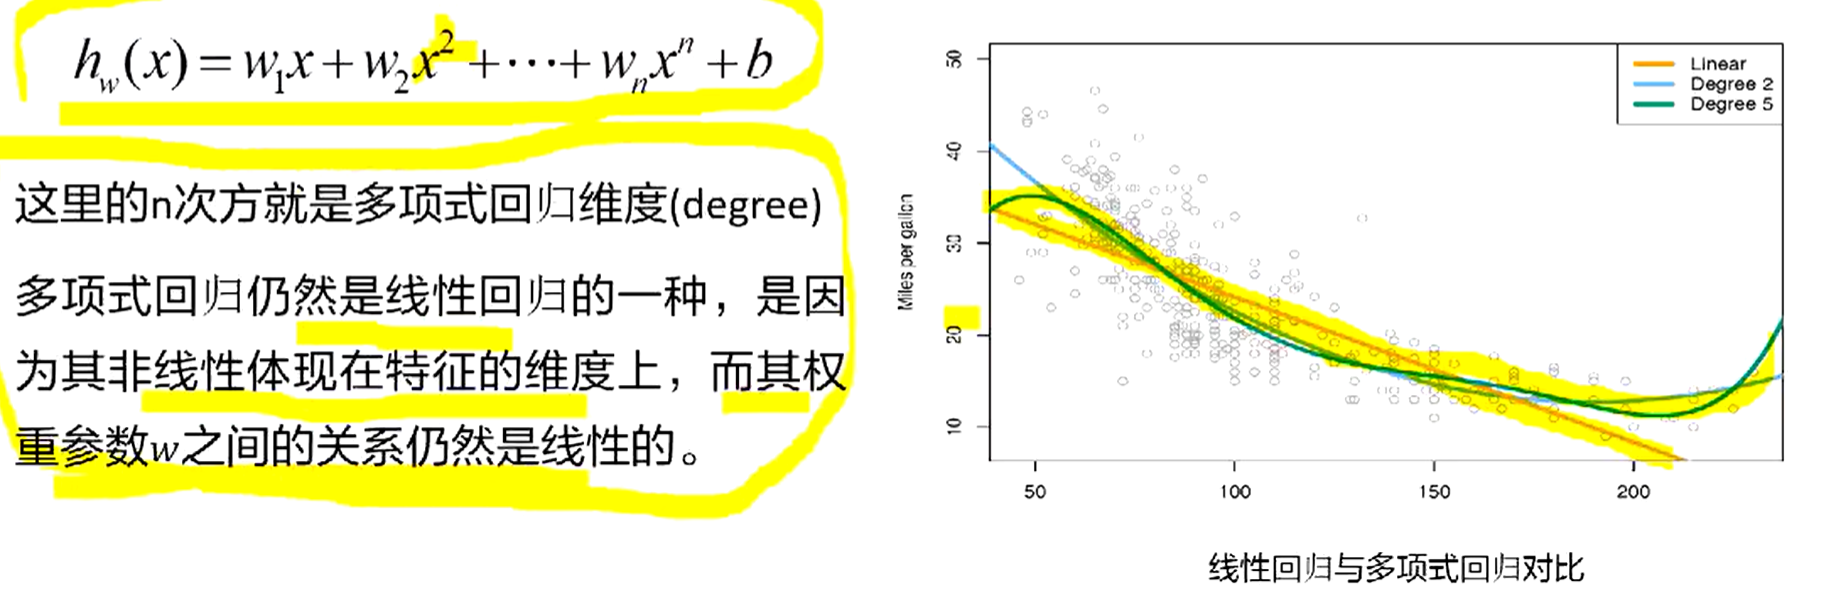 h_w(x) = w_1x + w_2x^2 + ⋯ + w_nx^n + b
这里的n次方就是多项式回归维度(degree)
多项式回归仍然是线性回归的一种，是因
为其非线性体现在特征的维度上，而其权
重参数w之间的关系仍然是线性的。
Linear
Degree 2
Degree 5
Miles per gallon
50
40
30
20
10
50 100 150 200
线性回归与多项式回归对比